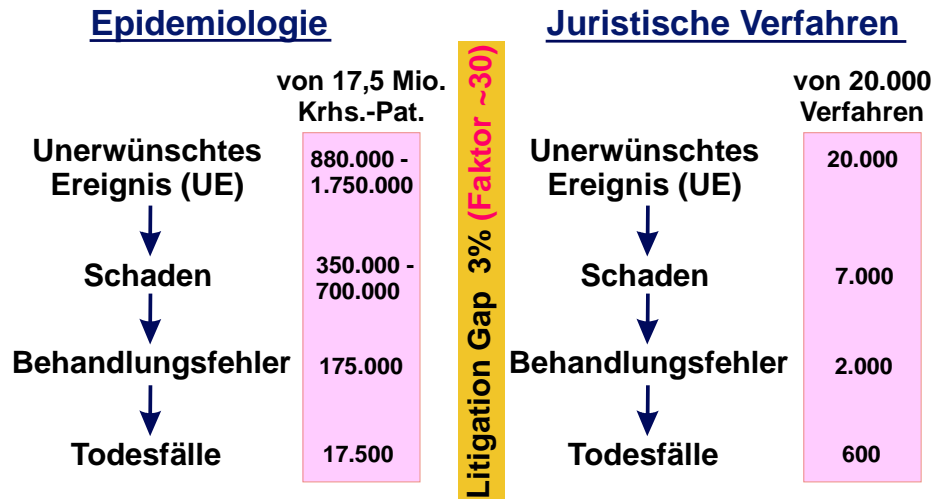 Epidemiologie
von 17,5 Mio.
Krhs.-Pat.
Unerwünschtes
Ereignis (UE)
880.000 -
1.750.000
Schaden
350.000 -
700.000
Behandlungsfehler
175.000
Todesfälle
17.500
Litigation Gap 3% (Faktor ~30)
Juristische Verfahren
von 20.000
Verfahren
Unerwünschtes
Ereignis (UE)
20.000
Schaden
7.000
Behandlungsfehler
2.000
Todesfälle
600